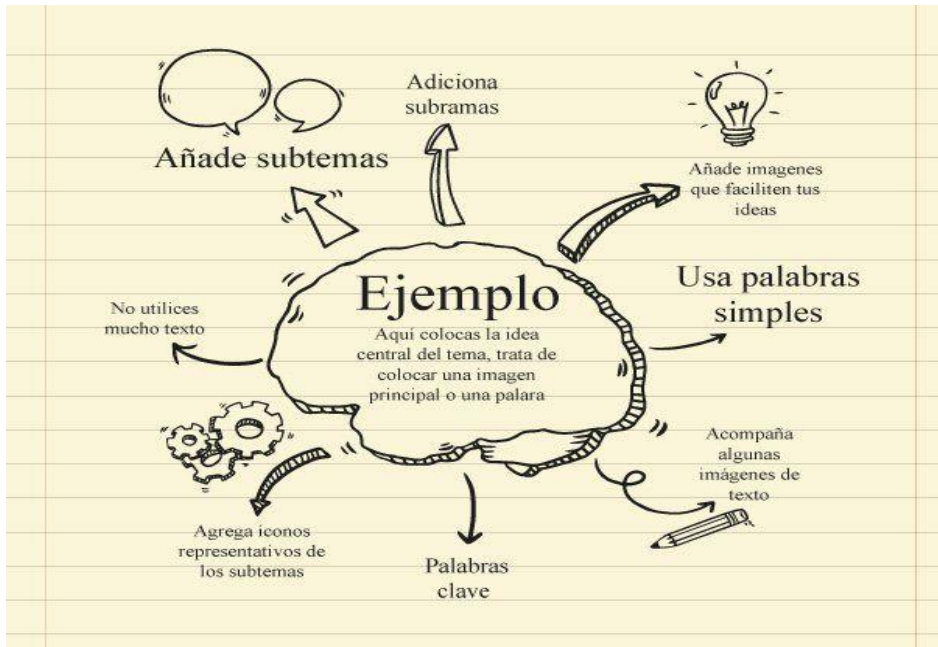 Adiciona
subramas
Añade subtemas
Añade imagenes
que faciliten tus
ideas
Ejemplo
Aquí colocas la idea
central del tema, trata de
colocar una imagen
principal o una palara
Usa palabras
simples
No utilices
mucho texto
Acompaña
algunas
imágenes de
texto
Agrega iconos
representativos de
los subtemas
Palabras
clave